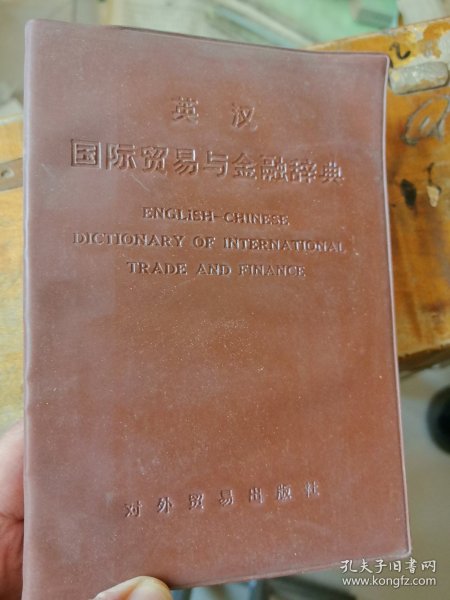 英 汉
国际贸易与金融辞典
ENGLISH-CHINESE
DICTIONARY OF INTERNATIONAL
TRADE AND FINANCE
对外贸易出版社
孔夫子旧书网
www.kongfz.com